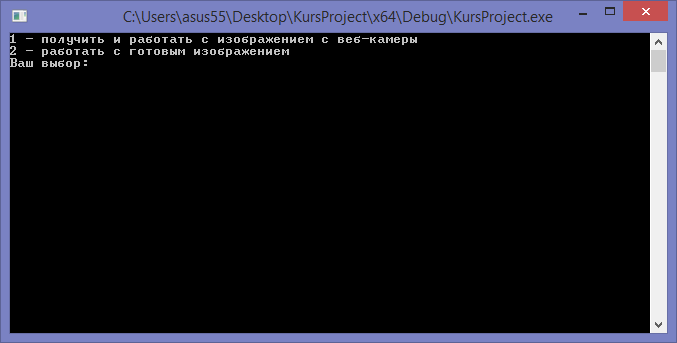 C:\Users\asus55\Desktop\KursProject\x64\Debug\KursProject.exe
1 - получить и работать с изображением с веб-камеры
2 - работать с готовым изображением
Ваш выбор: